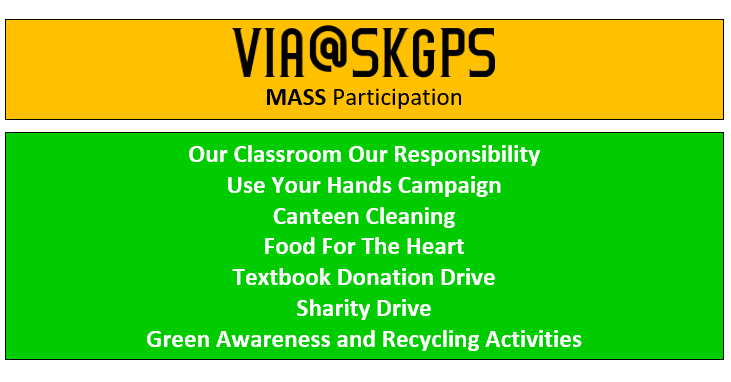 VIA@SKGPS
MASS Participation
Our Classroom Our Responsibility
Use Your Hands Campaign
Canteen Cleaning
Food For The Heart
Textbook Donation Drive
Sharity Drive
Green Awareness and Recycling Activities